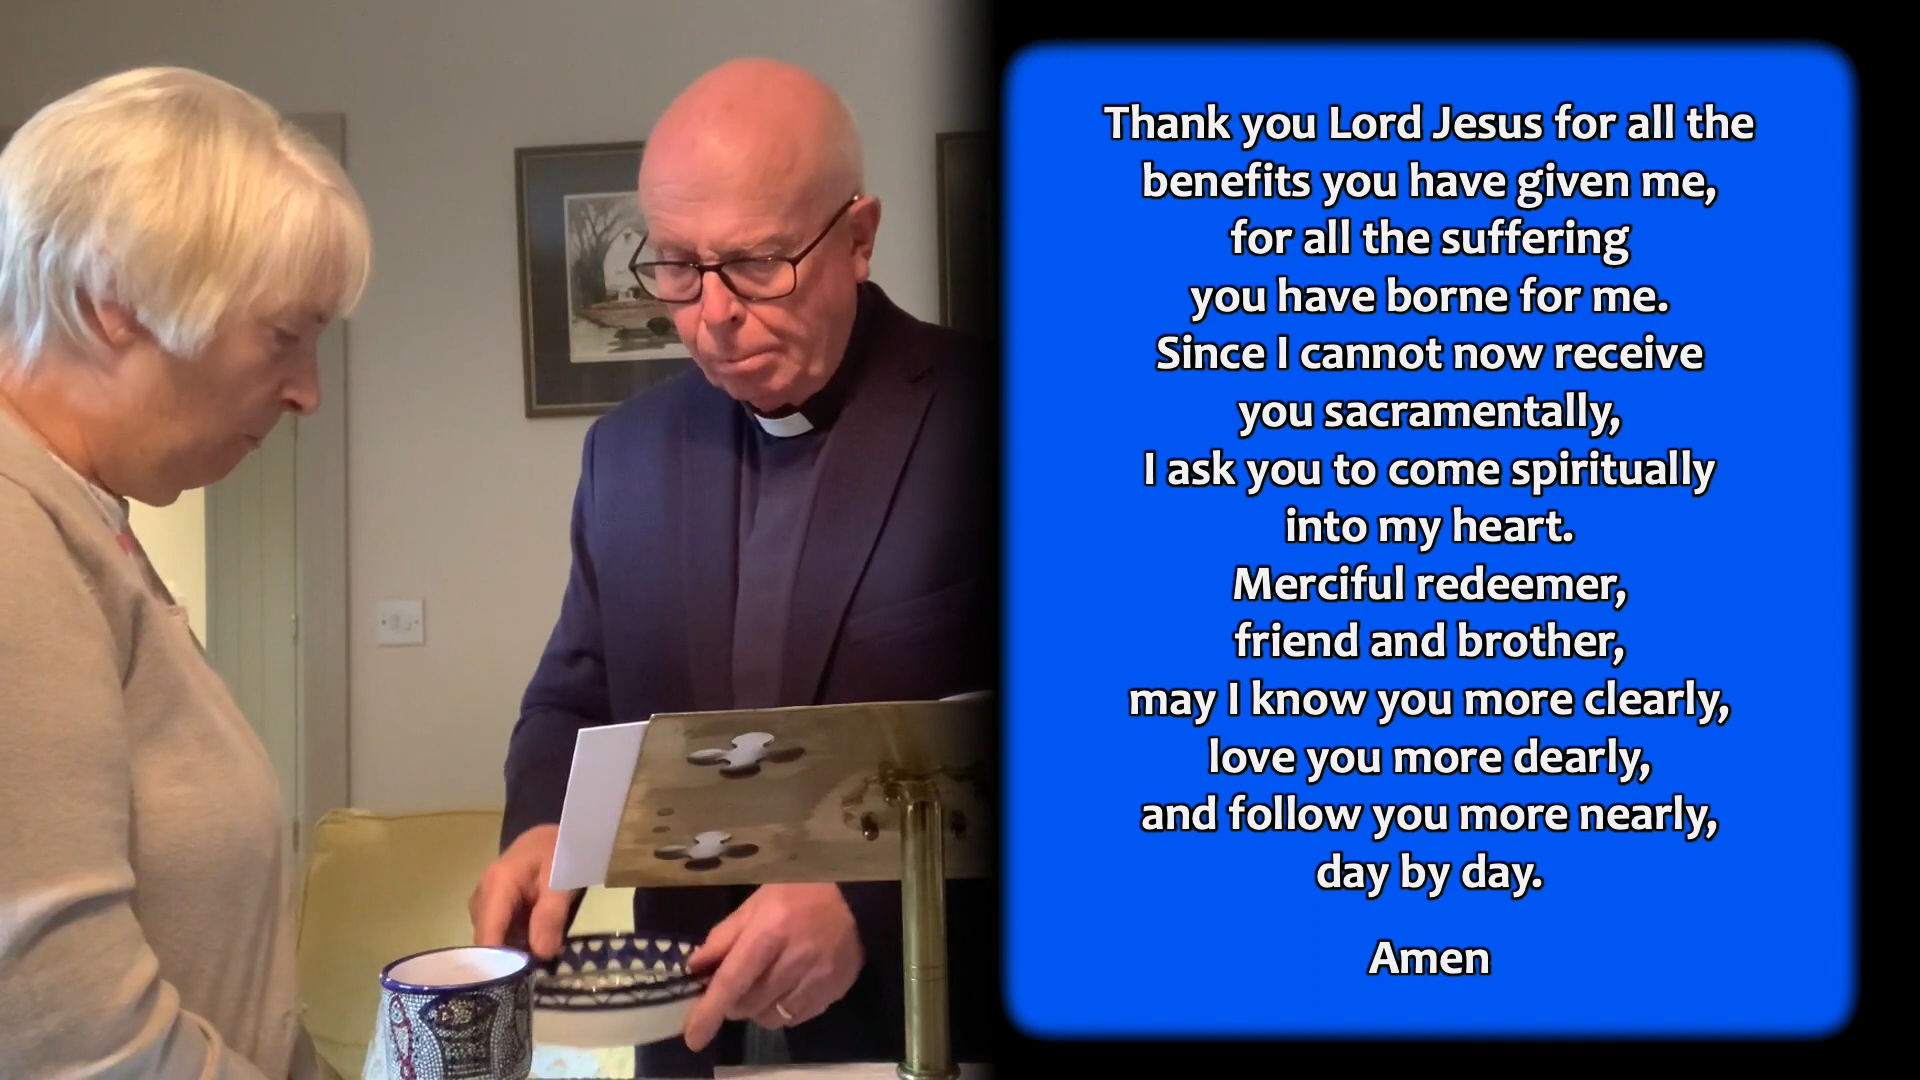 Thank you Lord Jesus for all the
benefits you have given me,
for all the suffering
you have borne for me.
Since I cannot now receive
you sacramentally,
I ask you to come spiritually
into my heart.
Merciful redeemer,
friend and brother,
may I know you more clearly,
love you more dearly,
and follow you more nearly,
day by day.
Amen